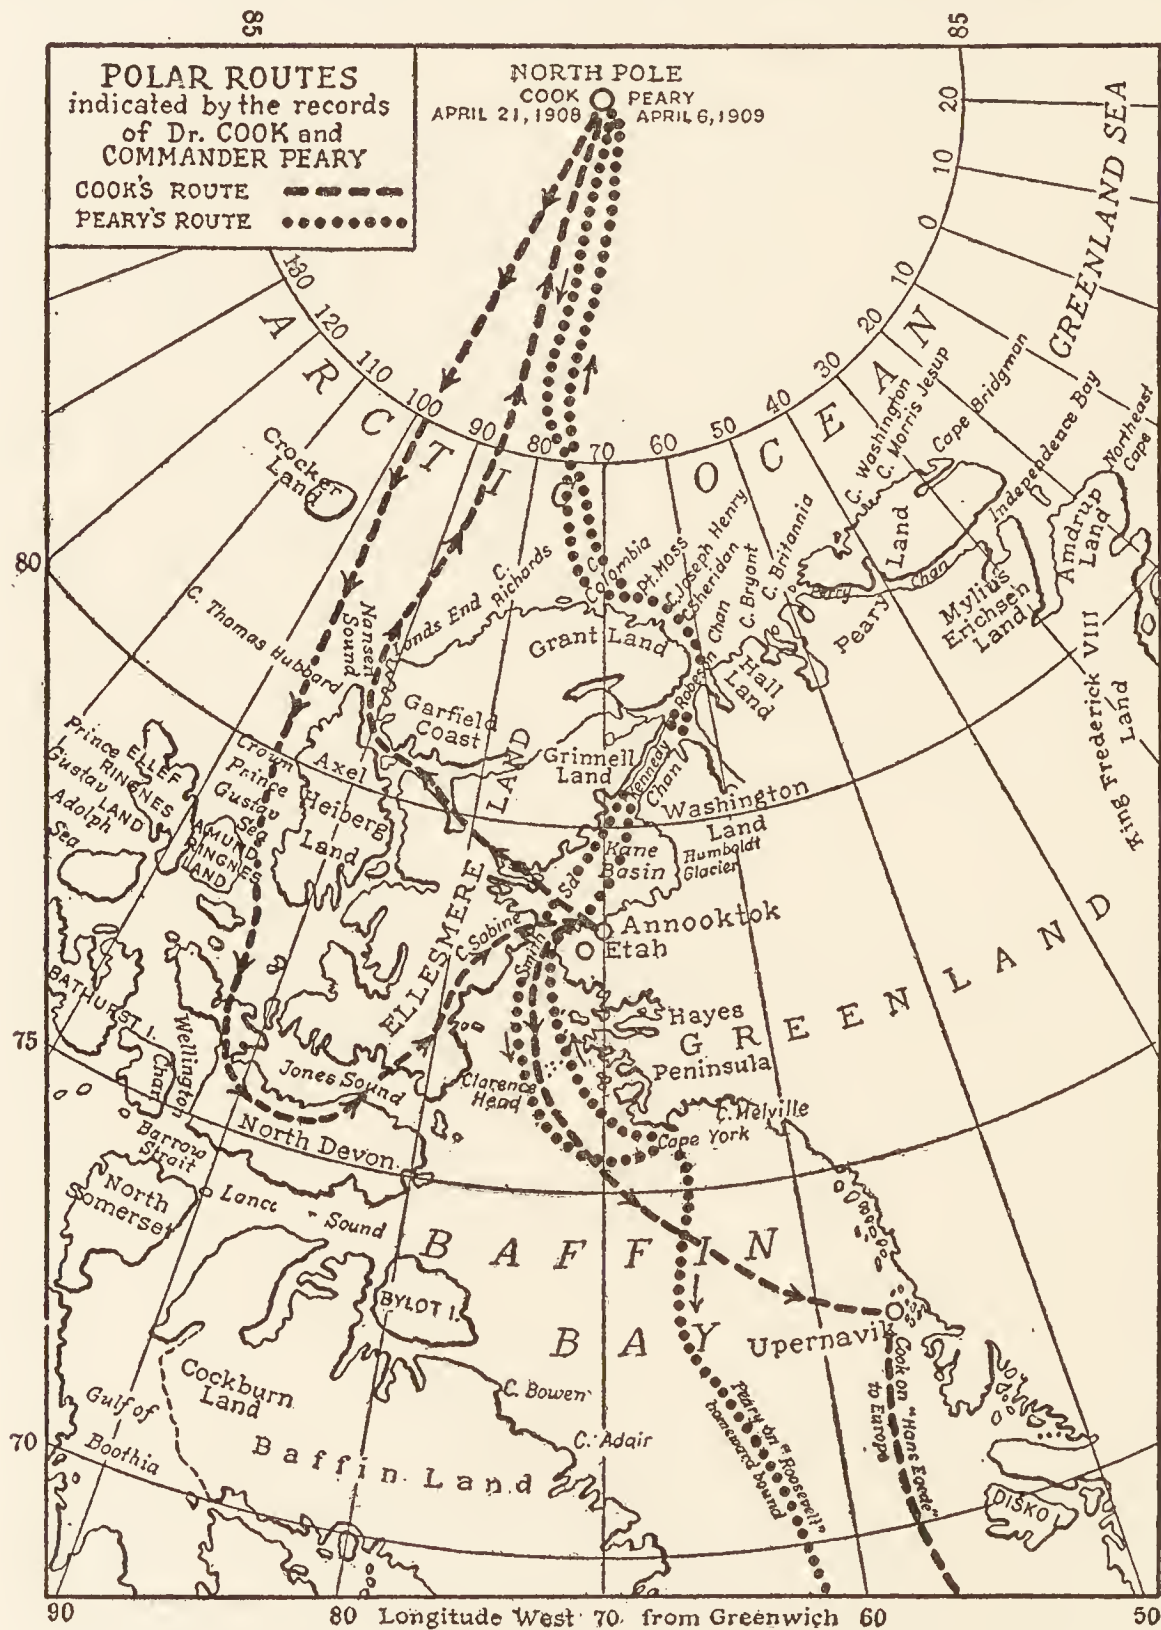 85
85
POLAR ROUTES
indicated by the records
of Dr. COOK and
COMMANDER PEARY
COOK'S ROUTE
PEARY'S ROUTE
NORTH POLE
COOK
PEARY
APRIL 21, 1908
APRIL 6, 1909
20
10
0
10
20
30
40
50
60
70
80
90
100
110
120
130
GREENLAND SEA
ARCTIC OCEAN
Crocker
Land
80
C. Thomas Hubbard
Nansen
Sound
Lands End
C.
Richards
C.
Colombia
Pt. Moss
C. Joseph Henry
C. Sheridan
Robeson Chan
C. Bryant
C. Britannia
C. Washington
C. Morris Jesup
Cape Bridgman
Independence Bay
Northeast
Cape
Peary Land
Peary Chan
Amdrup
Land
Mylius
Erichsen
Land
King Frederick VIII
Land
Grant Land
Hall
Land
Garfield
Coast
Grinnell
Land
Kennedy
Chan
Washington
Land
Humboldt
Glacier
Kane
Basin
Crown
Prince
Gustav
Sea
Axel
Heiberg
Land
Prince
Gustav
Adolph
Sea
ELLEF
RINGNES
LAND
AMUND
RINGNES
LAND
ELLESMERE LAND
C. Sabine
Smith Sd
Annooktok
Etah
Hayes
Peninsula
GREENLAND
75
BATHURST I.
Wellington
Chan
Jones Sound
Clarence
Head
C. Melville
Cape York
North Devon
Barrow
Strait
North
Somerset
Lance - Sound
BAFFIN
BAY
BYLOT I.
Upernavik
Cook on "Hans Egede"
to Europe
Peary on "Roosevelt"
homeward bound
Cockburn
Land
C. Bowen
C. Adair
Gulf of
Boothia
70
Baffin Land
DISKO I.
90
80
Longitude West 70 from Greenwich
60
50